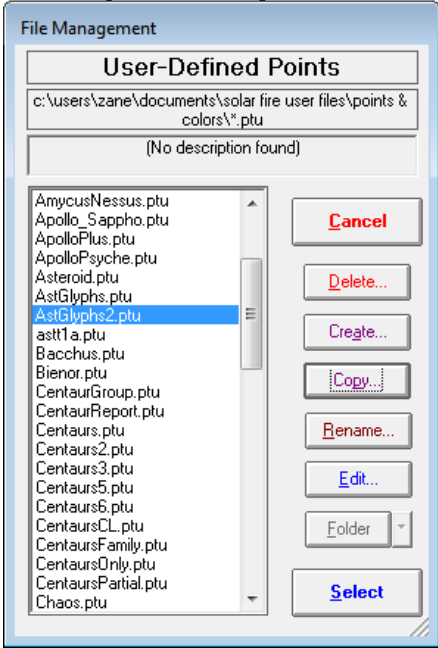 File Management
User-Defined Points
c:\users\zane\documents\solar fire user files\points &
colors\*.ptu
(No description found)
AmycusNessus.ptu
Apollo_Sappho.ptu
ApolloPlus.ptu
ApolloPsyche.ptu
Asteroid.ptu
AstGlyphs.ptu
AstGlyphs2.ptu
astt1a.ptu
Bacchus.ptu
Bienor.ptu
CentaurGroup.ptu
CentaurReport.ptu
Centaurs.ptu
Centaurs2.ptu
Centaurs3.ptu
Centaurs5.ptu
Centaurs6.ptu
CentaursCL.ptu
CentaursFamily.ptu
CentaursOnly.ptu
CentaursPartial.ptu
Chaos.ptu
Cancel
Delete...
Create...
Copy...
Rename...
Edit...
Folder
Select